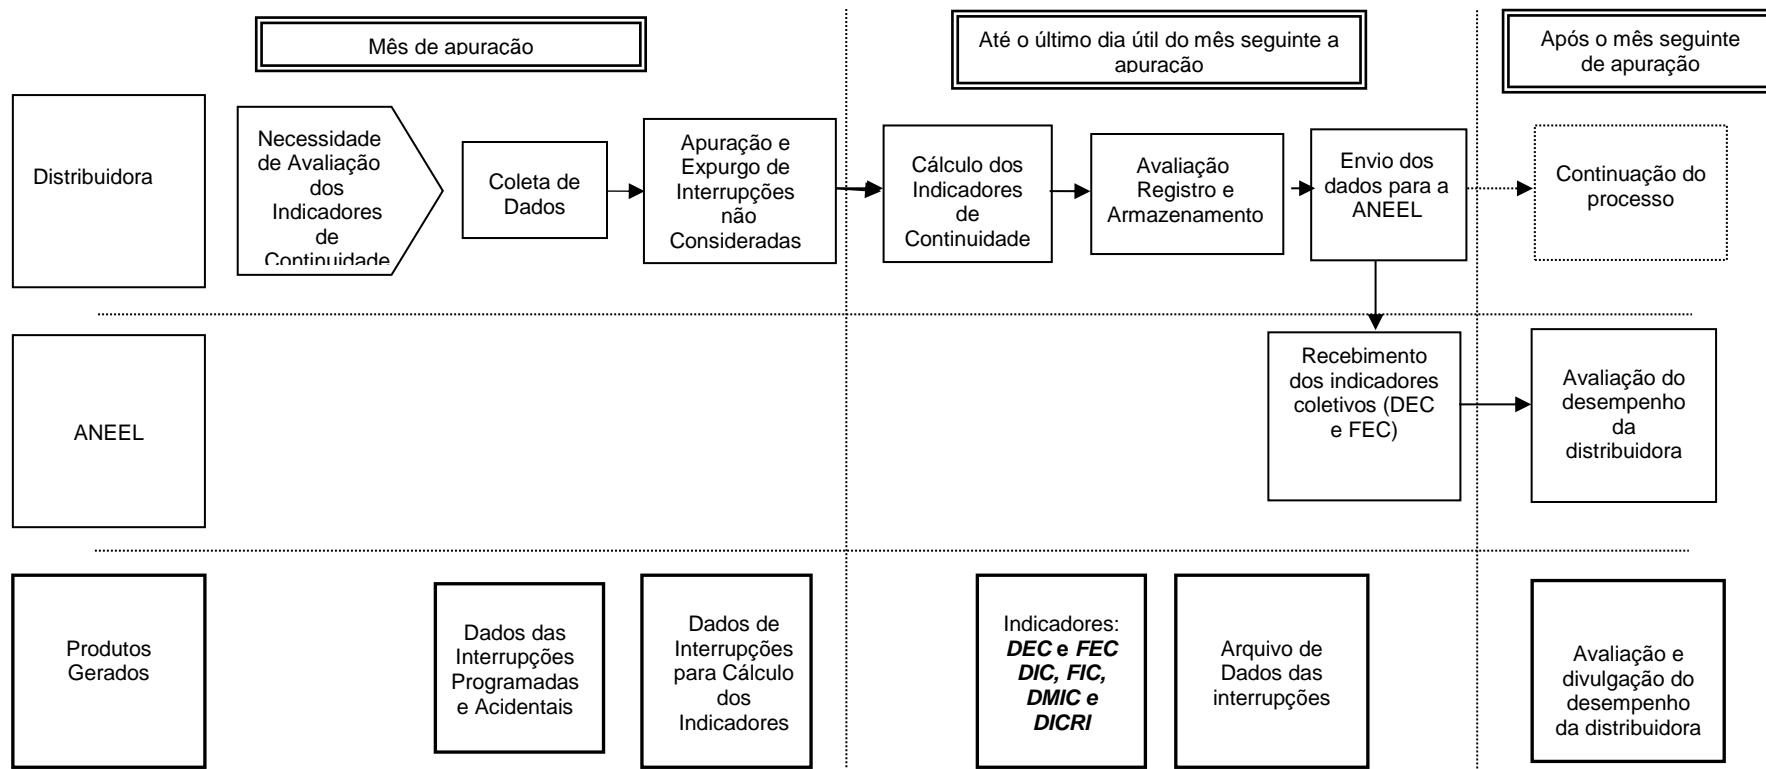 Mês de apuração
Até o último dia útil do mês seguinte a
apuração
Após o mês seguinte
de apuração
Distribuidora
Necessidade
de Avaliação
dos
Indicadores
de
Continuidade
Coleta de
Dados
Apuração e
Expurgo de
Interrupções
não
Consideradas
Cálculo dos
Indicadores
de
Continuidade
Avaliação
Registro e
Armazenamento
Envio dos
dados para a
ANEEL
Continuação do
processo
ANEEL
Recebimento
dos indicadores
coletivos (DEC
e FEC)
Avaliação do
desempenho
da
distribuidora
Produtos
Gerados
Dados das
Interrupções
Programadas
e Acidentais
Dados de
Interrupções
para Cálculo
dos
Indicadores
Indicadores:
DEC e FEC
DIC, FIC,
DMIC e
DICRI
Arquivo de
Dados das
interrupções
Avaliação e
divulgação do
desempenho
da distribuidora